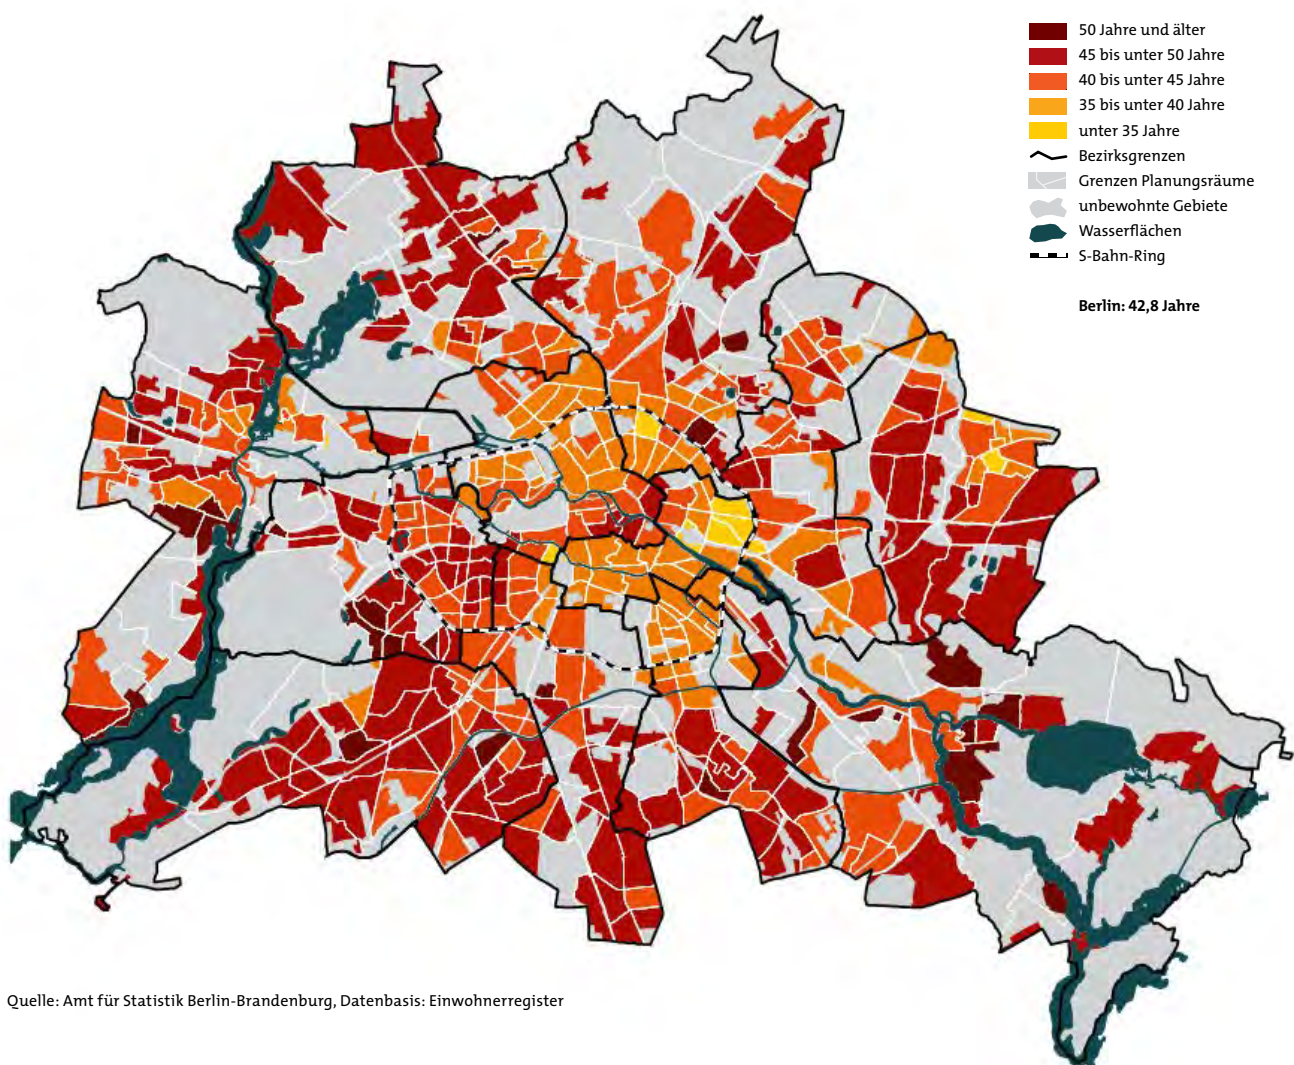 50 Jahre und älter
45 bis unter 50 Jahre
40 bis unter 45 Jahre
35 bis unter 40 Jahre
unter 35 Jahre
Bezirksgrenzen
Grenzen Planungsräume
unbewohnte Gebiete
Wasserflächen
S-Bahn-Ring
Berlin: 42,8 Jahre
Quelle: Amt für Statistik Berlin-Brandenburg, Datenbasis: Einwohnerregister